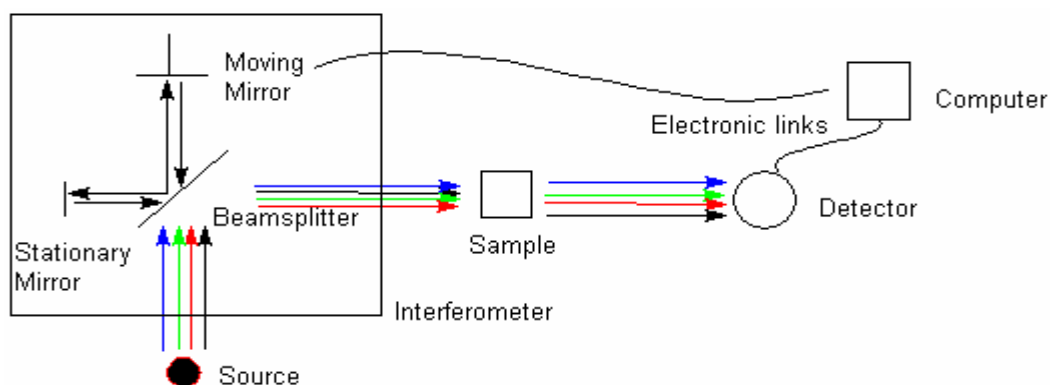 Moving
Mirror
Computer
Electronic links
Beamsplitter
Detector
Sample
Stationary
Mirror
Interferometer
Source